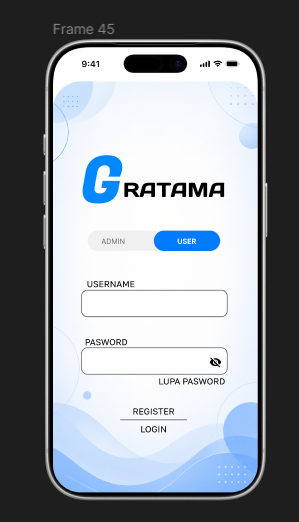 Frame 45
9:41
GRATAMA
ADMIN USER
USERNAME
PASWORD
LUPA PASWORD
REGISTER
LOGIN